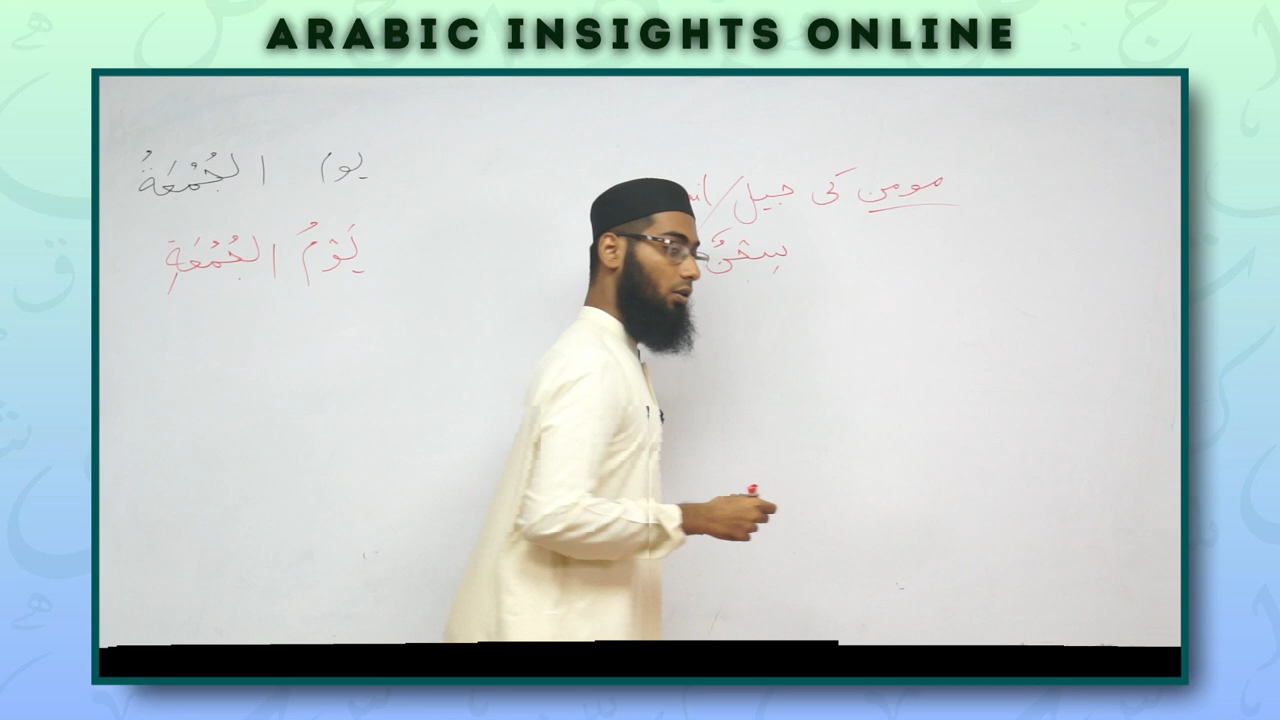 ARABIC INSIGHTS ONLINE
مومن کی جیل /
سِجْنُ
الجُمْعَةُ
يَوْمُ الجُمْعَةِ